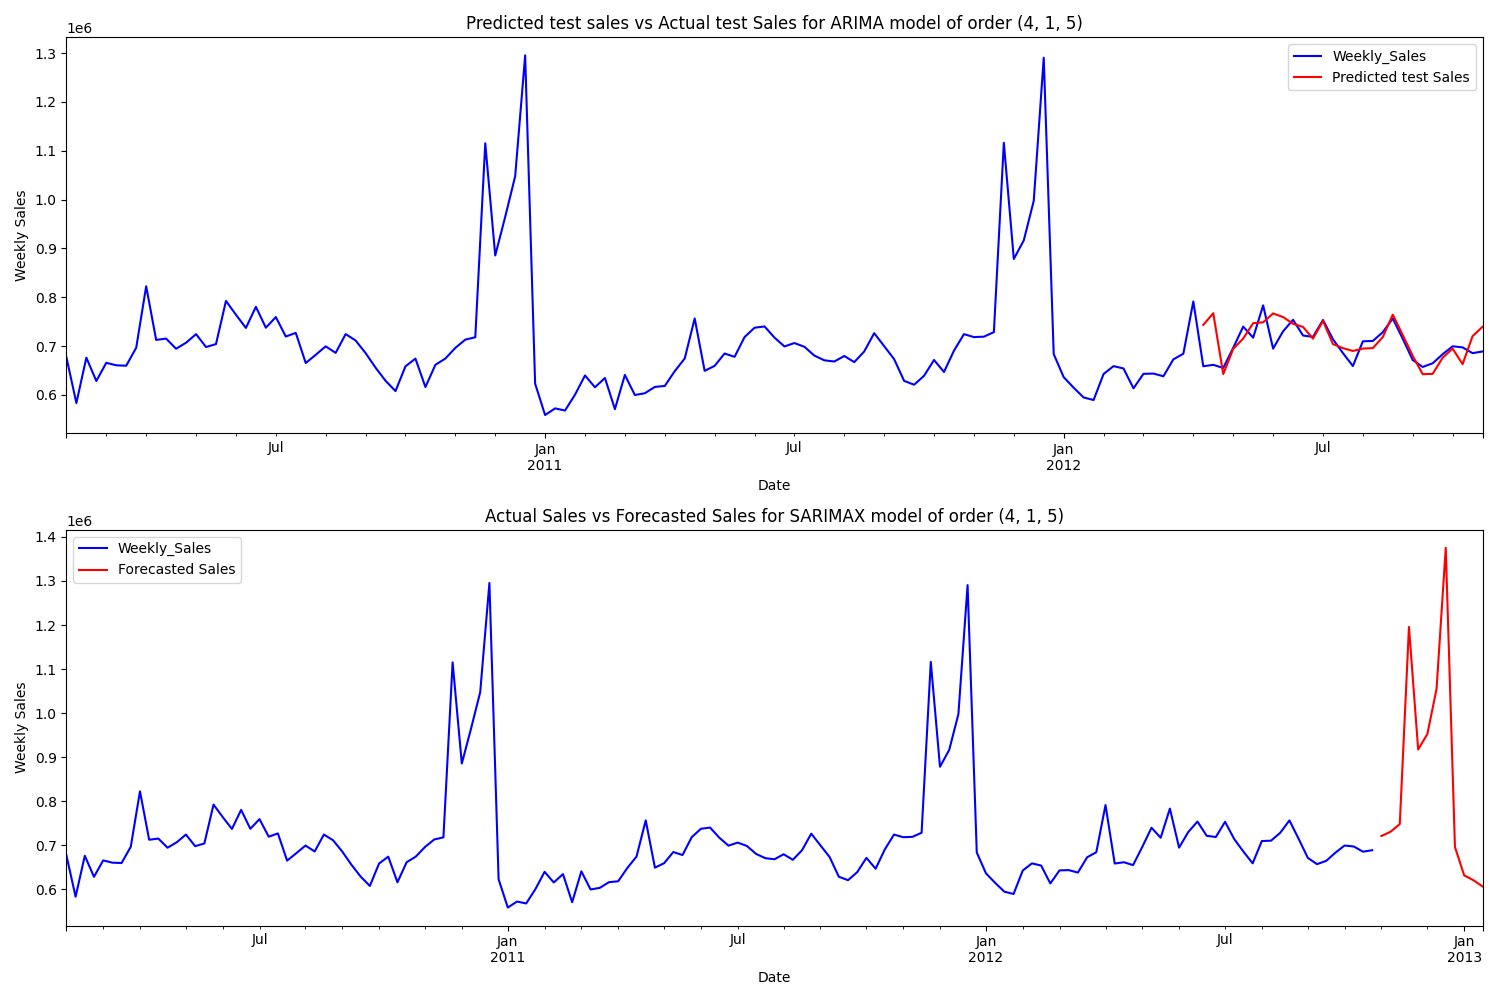 Predicted test sales vs Actual test Sales for ARIMA model of order (4, 1, 5)
1e6
1.3
1.2
1.1
1.0
0.9
0.8
0.7
0.6
Weekly Sales
Weekly_Sales
Predicted test Sales
Jul
Jan
2011
Jul
Jan
2012
Jul
Date
Actual Sales vs Forecasted Sales for SARIMAX model of order (4, 1, 5)
1e6
1.4
1.3
1.2
1.1
1.0
0.9
0.8
0.7
0.6
Weekly Sales
Weekly_Sales
Forecasted Sales
Jul
Jan
2011
Jul
Jan
2012
Jul
Jan
2013
Date